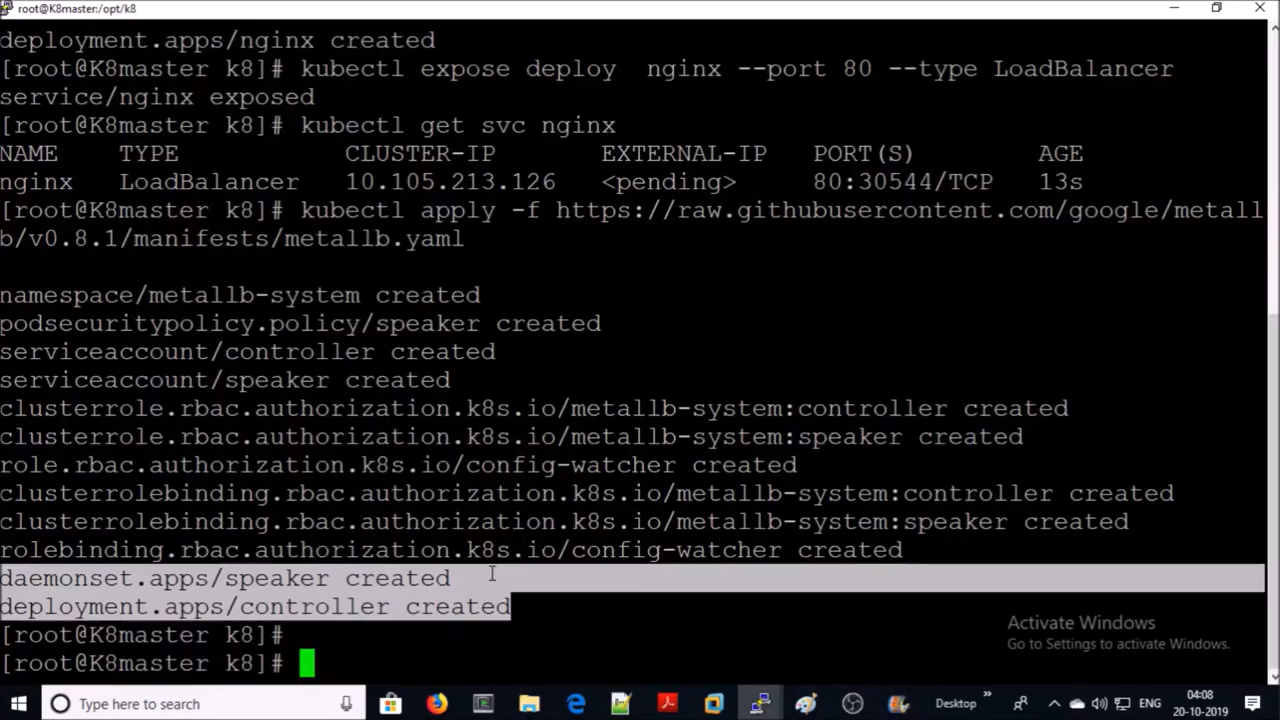 root@K8master:/opt/k8
deployment.apps/nginx created
[root@K8master k8]# kubectl expose deploy  nginx --port 80 --type LoadBalancer
service/nginx exposed
[root@K8master k8]# kubectl get svc nginx
NAME    TYPE           CLUSTER-IP       EXTERNAL-IP   PORT(S)        AGE
nginx   LoadBalancer   10.105.213.126   <pending>     80:30544/TCP   13s
[root@K8master k8]# kubectl apply -f https://raw.githubusercontent.com/google/metall
b/v0.8.1/manifests/metallb.yaml
namespace/metallb-system created
podsecuritypolicy.policy/speaker created
serviceaccount/controller created
serviceaccount/speaker created
clusterrole.rbac.authorization.k8s.io/metallb-system:controller created
clusterrole.rbac.authorization.k8s.io/metallb-system:speaker created
role.rbac.authorization.k8s.io/config-watcher created
clusterrolebinding.rbac.authorization.k8s.io/metallb-system:controller created
clusterrolebinding.rbac.authorization.k8s.io/metallb-system:speaker created
rolebinding.rbac.authorization.k8s.io/config-watcher created
daemonset.apps/speaker created
deployment.apps/controller created
[root@K8master k8]#
[root@K8master k8]#
Activate Windows
Go to Settings to activate Windows.
Type here to search
Desktop
ENG
04:08
20-10-2019